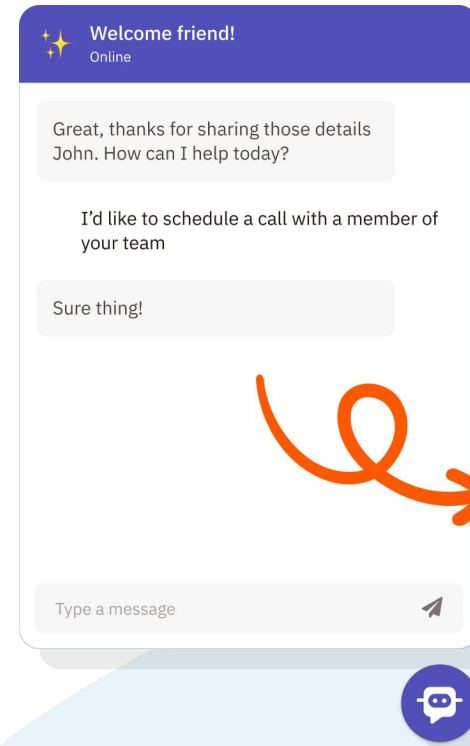 Welcome friend!
Online
Great, thanks for sharing those details
John. How can I help today?
I’d like to schedule a call with a member of
your team
Sure thing!
Type a message